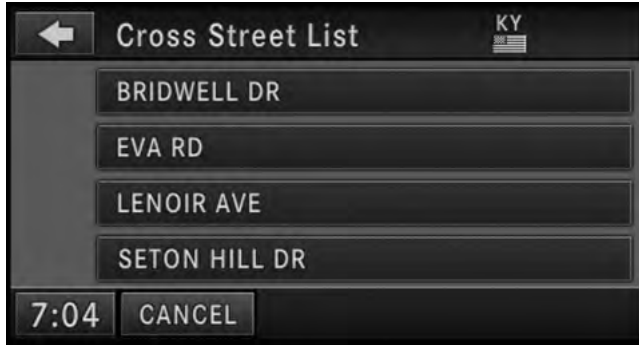 Cross Street List
KY
BRIDWELL DR
EVA RD
LENOIR AVE
SETON HILL DR
7:04
CANCEL